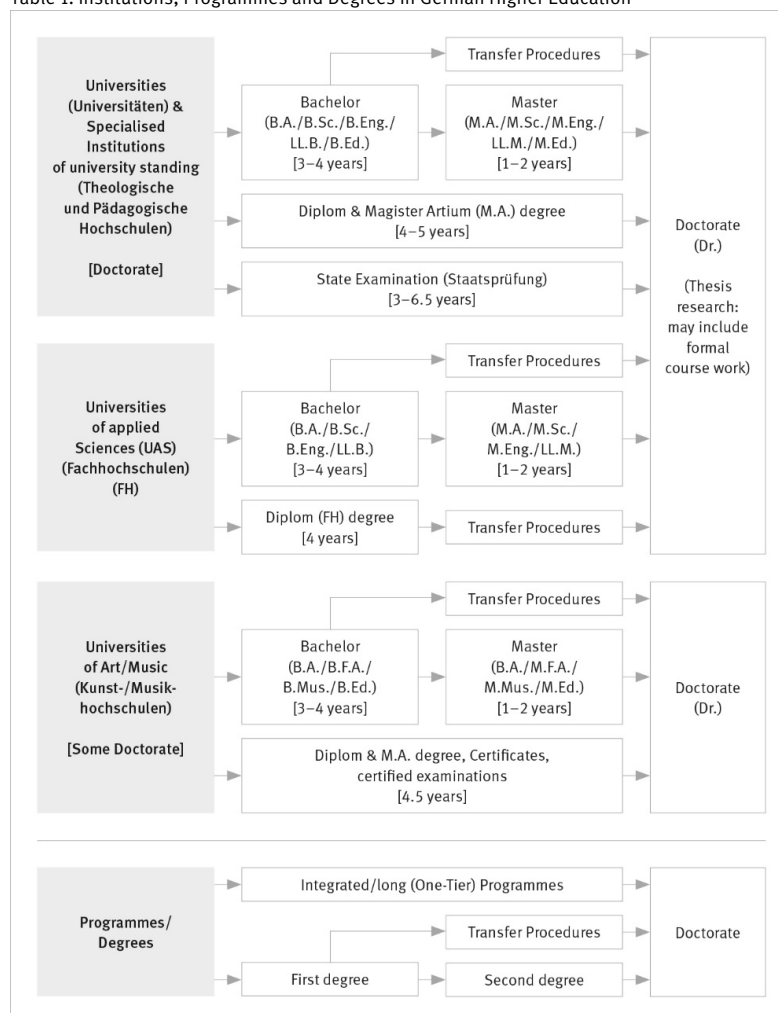 Table 1: Institutions, Programmes and Degrees in German Higher Education
Universities
(Universitäten) &
Specialised
Institutions
of university standing
(Theologische
und Pädagogische
Hochschulen)
[Doctorate]
Transfer Procedures
Bachelor
(B.A./B.Sc./B.Eng./
LL.B./B.Ed.)
[3–4 years]
Master
(M.A./M.Sc./M.Eng./
LL.M./M.Ed.)
[1–2 years]
Diplom & Magister Artium (M.A.) degree
[4–5 years]
State Examination (Staatsprüfung)
[3–6.5 years]
Doctorate
(Dr.)
(Thesis
research:
may include
formal
course work)
Universities
of applied
Sciences (UAS)
(Fachhochschulen)
(FH)
Transfer Procedures
Bachelor
(B.A./B.Sc./
B.Eng./LL.B.)
[3–4 years]
Master
(M.A./M.Sc./
M.Eng./LL.M.)
[1–2 years]
Diplom (FH) degree
[4 years]
Transfer Procedures
Universities
of Art/Music
(Kunst-/Musik-
hochschulen)
[Some Doctorate]
Transfer Procedures
Bachelor
(B.A./B.F.A./
B.Mus./B.Ed.)
[3–4 years]
Master
(B.A./M.F.A./
M.Mus./M.Ed.)
[1–2 years]
Diplom & M.A. degree, Certificates,
certified examinations
[4.5 years]
Doctorate
(Dr.)
Programmes/
Degrees
Integrated/long (One-Tier) Programmes
Transfer Procedures
First degree
Second degree
Doctorate